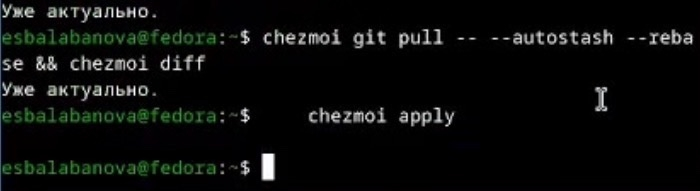 Уже актуально.
esbalabanova@fedora:~$ chezmoi git pull -- --autostash --reba
se && chezmoi diff
Уже актуально.
esbalabanova@fedora:~$     chezmoi apply
esbalabanova@fedora:~$